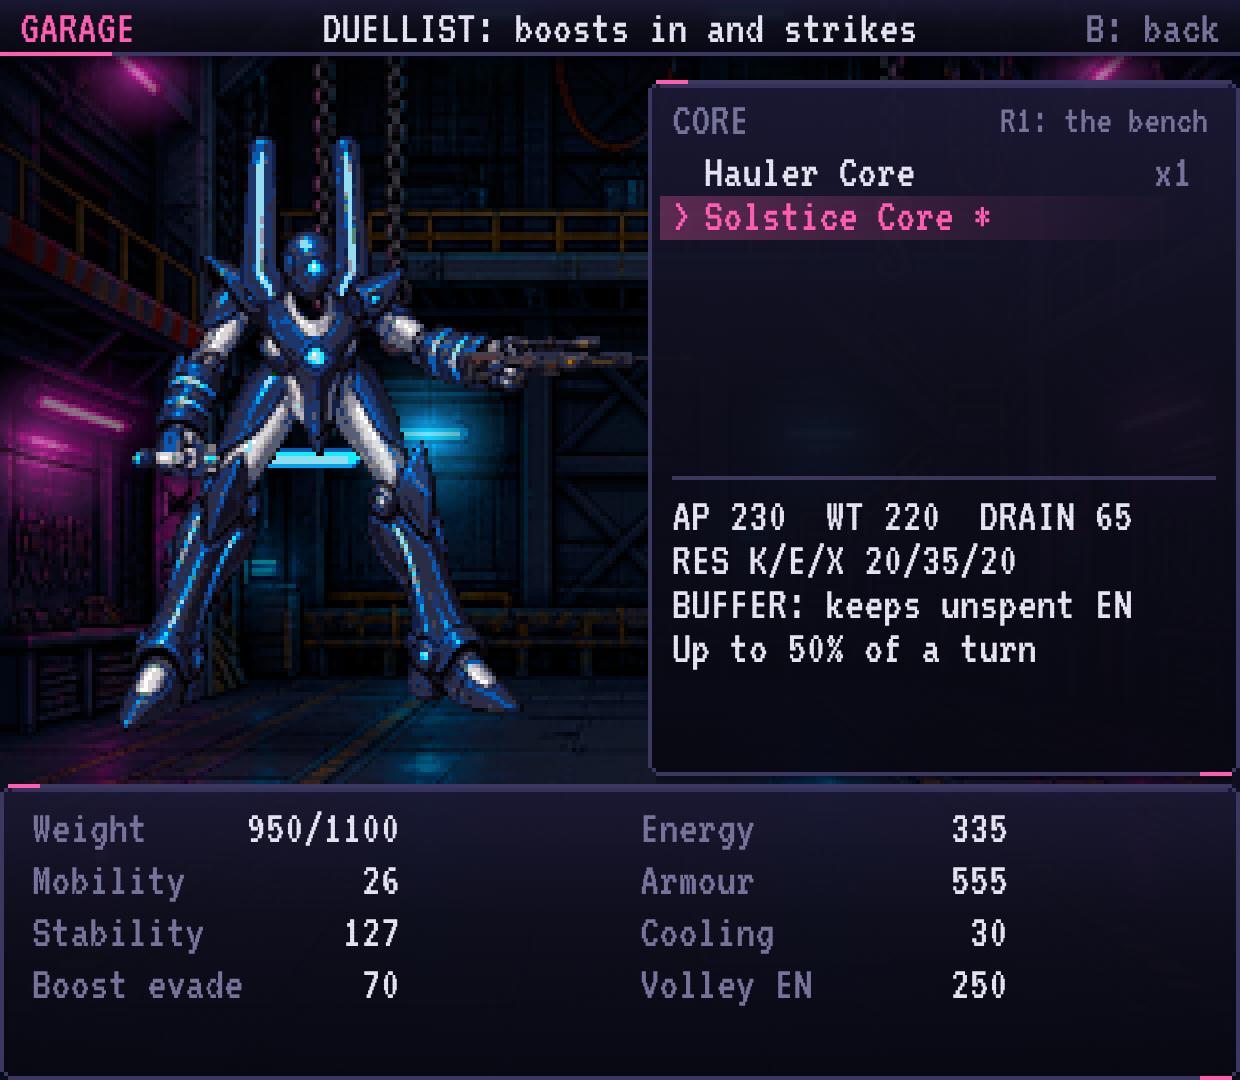 GARAGE DUELLIST: boosts in and strikes B: back
CORE R1: the bench
Hauler Core x1
> Solstice Core *
AP 230 WT 220 DRAIN 65
RES K/E/X 20/35/20
BUFFER: keeps unspent EN
Up to 50% of a turn
Weight 950/1100 Energy 335
Mobility 26 Armour 555
Stability 127 Cooling 30
Boost evade 70 Volley EN 250